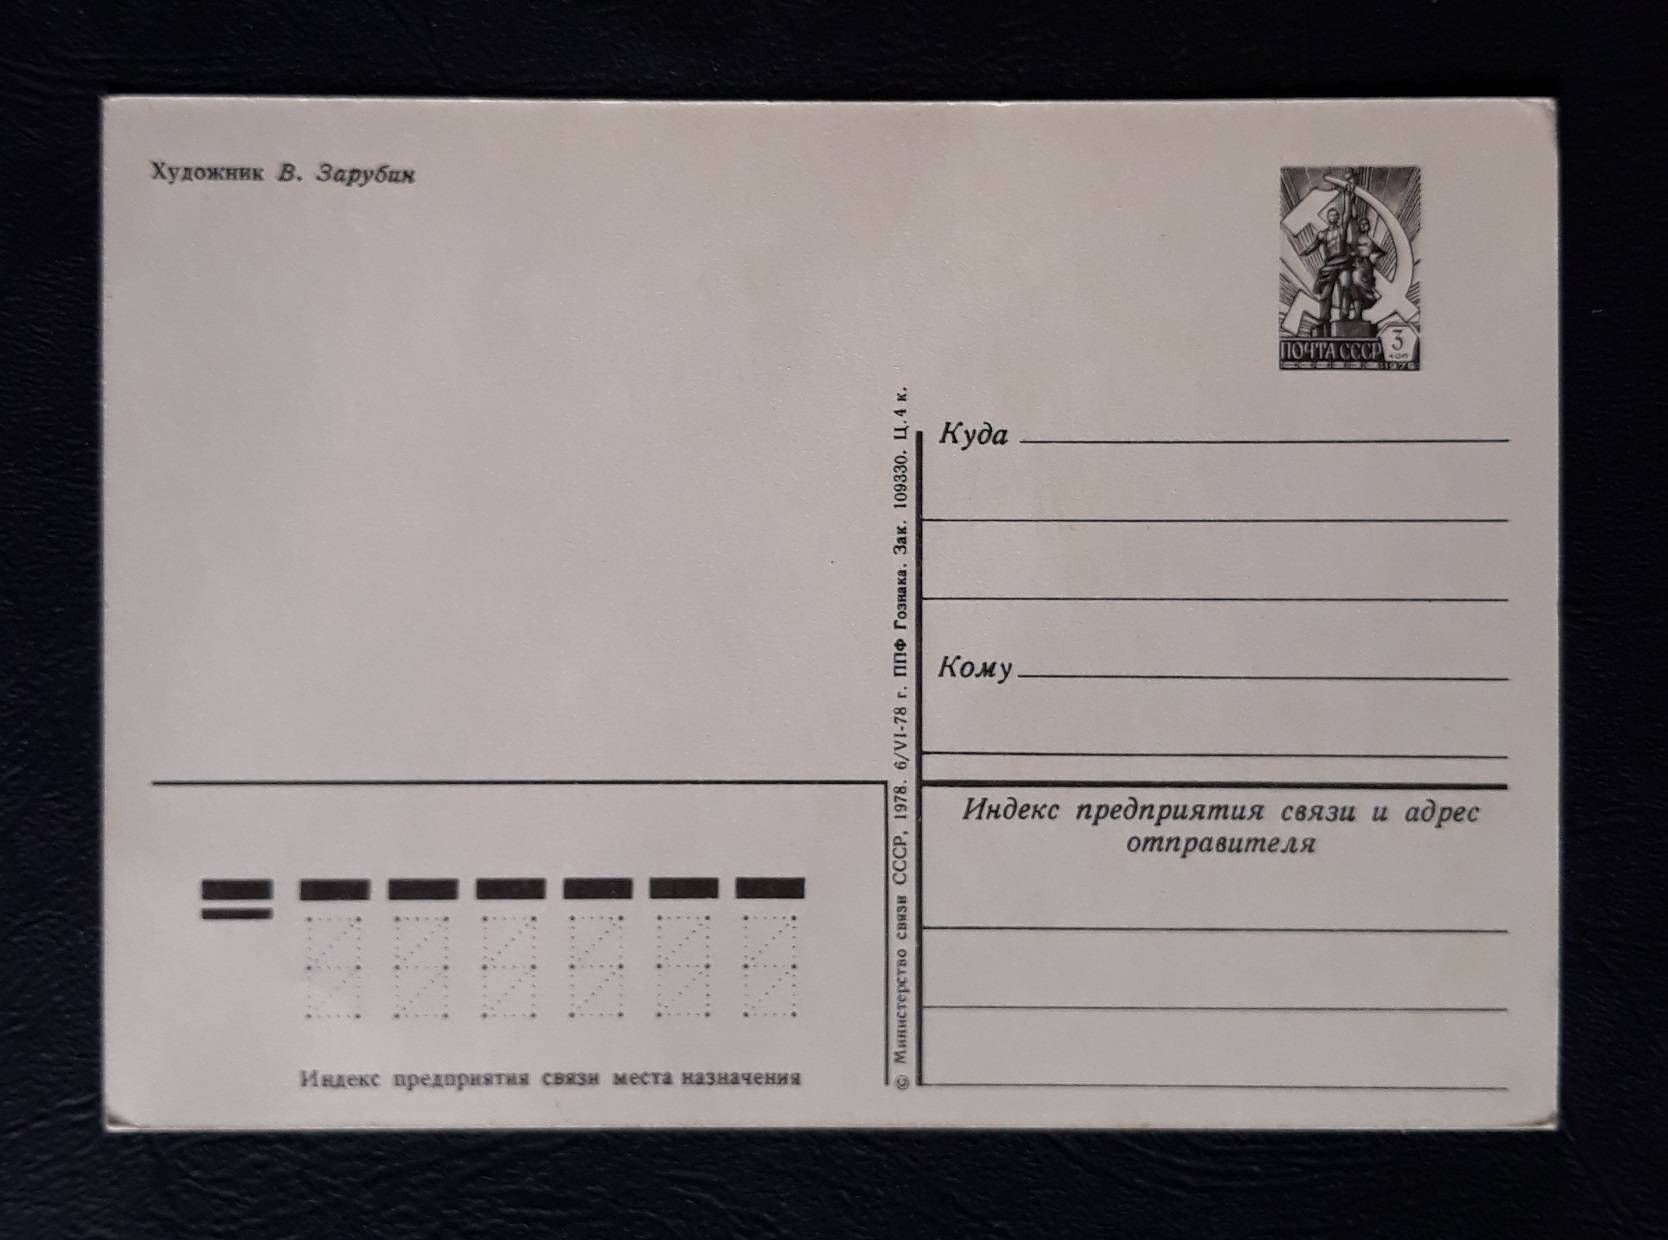 Художник В. Зарубин
ПОЧТА СССР
3
коп
1976
Куда
Кому
Индекс предприятия связи и адрес
отправителя
© Министерство связи СССР, 1978. 6/VI-78 г. ППФ Гознака. Зак. 109330. Ц.4 к.
Индекс предприятия связи места назначения